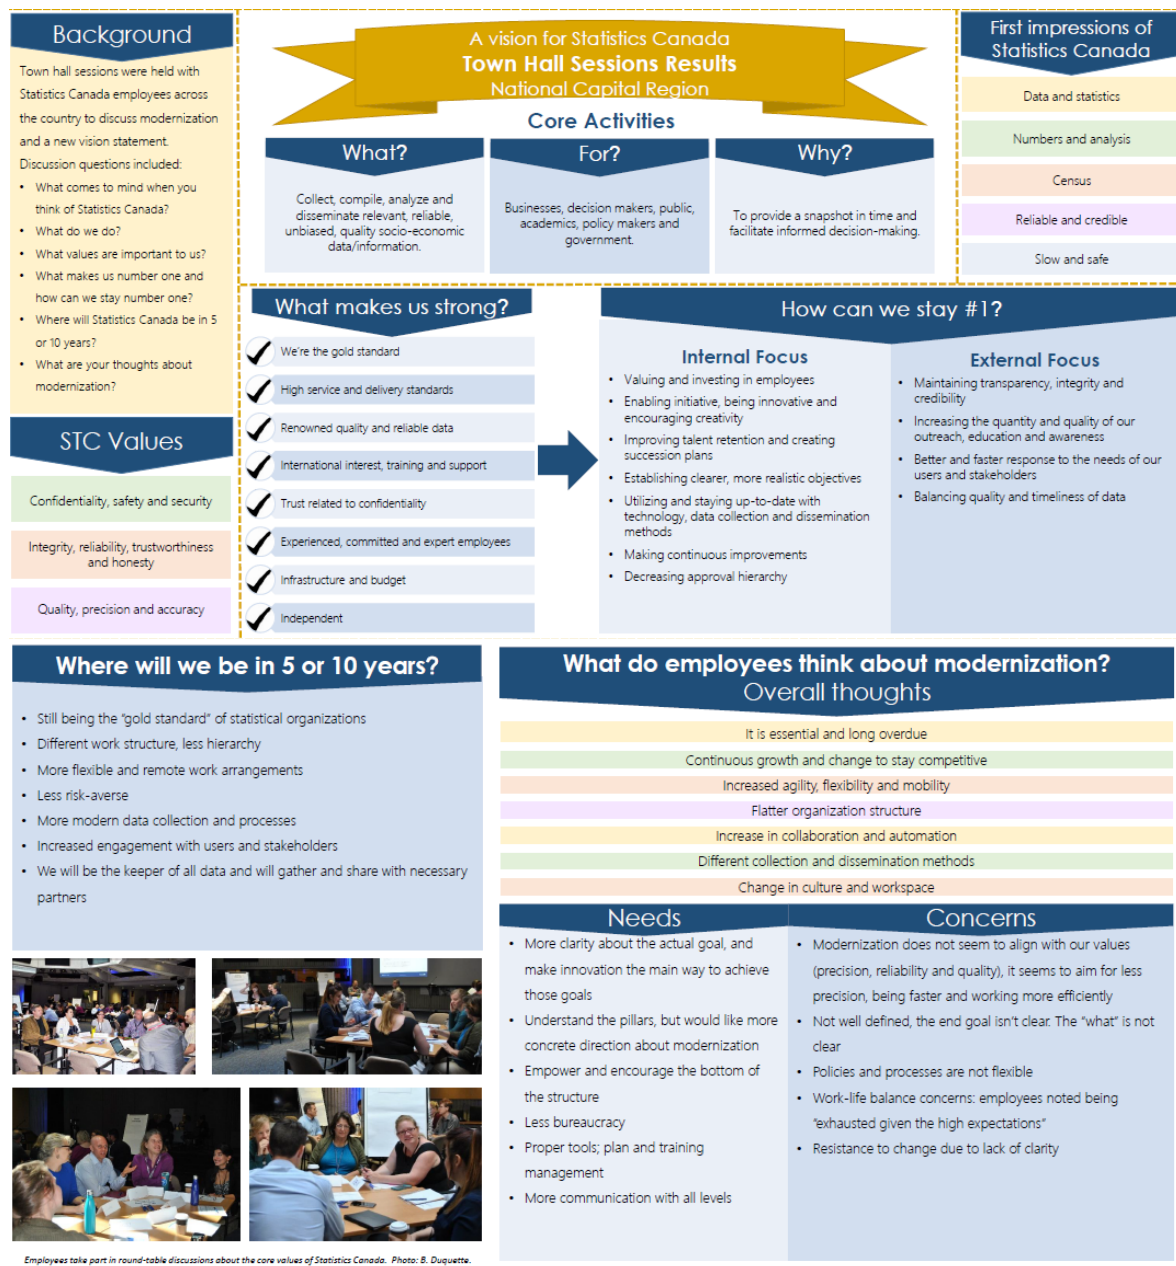 Background
Town hall sessions were held with
Statistics Canada employees across
the country to discuss modernization
and a new vision statement.
Discussion questions included:
• What comes to mind when you
think of Statistics Canada?
• What do we do?
• What values are important to us?
• What makes us number one and
how can we stay number one?
• Where will Statistics Canada be in 5
or 10 years?
• What are your thoughts about
modernization?
STC Values
Confidentiality, safety and security
Integrity, reliability, trustworthiness
and honesty
Quality, precision and accuracy
A vision for Statistics Canada
Town Hall Sessions Results
National Capital Region
Core Activities
What?
Collect, compile, analyze and
disseminate relevant, reliable,
unbiased, quality socio-economic
data/information.
For?
Businesses, decision makers, public,
academics, policy makers and
government.
Why?
To provide a snapshot in time and
facilitate informed decision-making.
First impressions of
Statistics Canada
Data and statistics
Numbers and analysis
Census
Reliable and credible
Slow and safe
What makes us strong?
We're the gold standard
High service and delivery standards
Renowned quality and reliable data
International interest, training and support
Trust related to confidentiality
Experienced, committed and expert employees
Infrastructure and budget
Independent
How can we stay #1?
Internal Focus
• Valuing and investing in employees
• Enabling initiative, being innovative and
encouraging creativity
• Improving talent retention and creating
succession plans
• Establishing clearer, more realistic objectives
• Utilizing and staying up-to-date with
technology, data collection and dissemination
methods
• Making continuous improvements
• Decreasing approval hierarchy
External Focus
• Maintaining transparency, integrity and
credibility
• Increasing the quantity and quality of our
outreach, education and awareness
• Better and faster response to the needs of our
users and stakeholders
• Balancing quality and timeliness of data
Where will we be in 5 or 10 years?
• Still being the "gold standard" of statistical organizations
• Different work structure, less hierarchy
• More flexible and remote work arrangements
• Less risk-averse
• More modern data collection and processes
• Increased engagement with users and stakeholders
• We will be the keeper of all data and will gather and share with necessary
partners
What do employees think about modernization?
Overall thoughts
It is essential and long overdue
Continuous growth and change to stay competitive
Increased agility, flexibility and mobility
Flatter organization structure
Increase in collaboration and automation
Different collection and dissemination methods
Change in culture and workspace
Needs
• More clarity about the actual goal, and
make innovation the main way to achieve
those goals
• Understand the pillars, but would like more
concrete direction about modernization
• Empower and encourage the bottom of
the structure
• Less bureaucracy
• Proper tools; plan and training
management
• More communication with all levels
Concerns
• Modernization does not seem to align with our values
(precision, reliability and quality), it seems to aim for less
precision, being faster and working more efficiently
• Not well defined, the end goal isn't clear. The "what" is not
clear
• Policies and processes are not flexible
• Work-life balance concerns: employees noted being
"exhausted given the high expectations"
• Resistance to change due to lack of clarity
Employees take part in round-table discussions about the core values of Statistics Canada. Photo: B. Duquette.